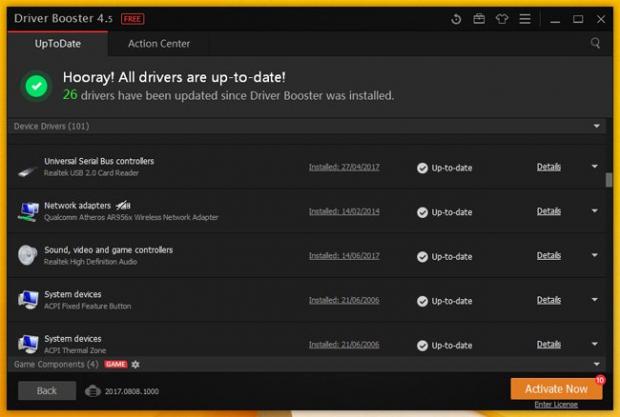 Driver Booster 4.5 FREE
UpToDate
Action Center
Hooray! All drivers are up-to-date!
26 drivers have been updated since Driver Booster was installed.
Device Drivers (101)
Universal Serial Bus controllers
Realtek USB 2.0 Card Reader
Installed: 27/04/2017
Up-to-date
Details
Network adapters
Qualcomm Atheros AR956x Wireless Network Adapter
Installed: 14/02/2014
Up-to-date
Details
Sound, video and game controllers
Realtek High Definition Audio
Installed: 14/06/2017
Up-to-date
Details
System devices
ACPI Fixed Feature Button
Installed: 21/06/2006
Up-to-date
Details
System devices
ACPI Thermal Zone
Installed: 21/06/2006
Up-to-date
Details
Game Components (4) GAME
Back
2017.0808.1000
Activate Now
10
Enter License